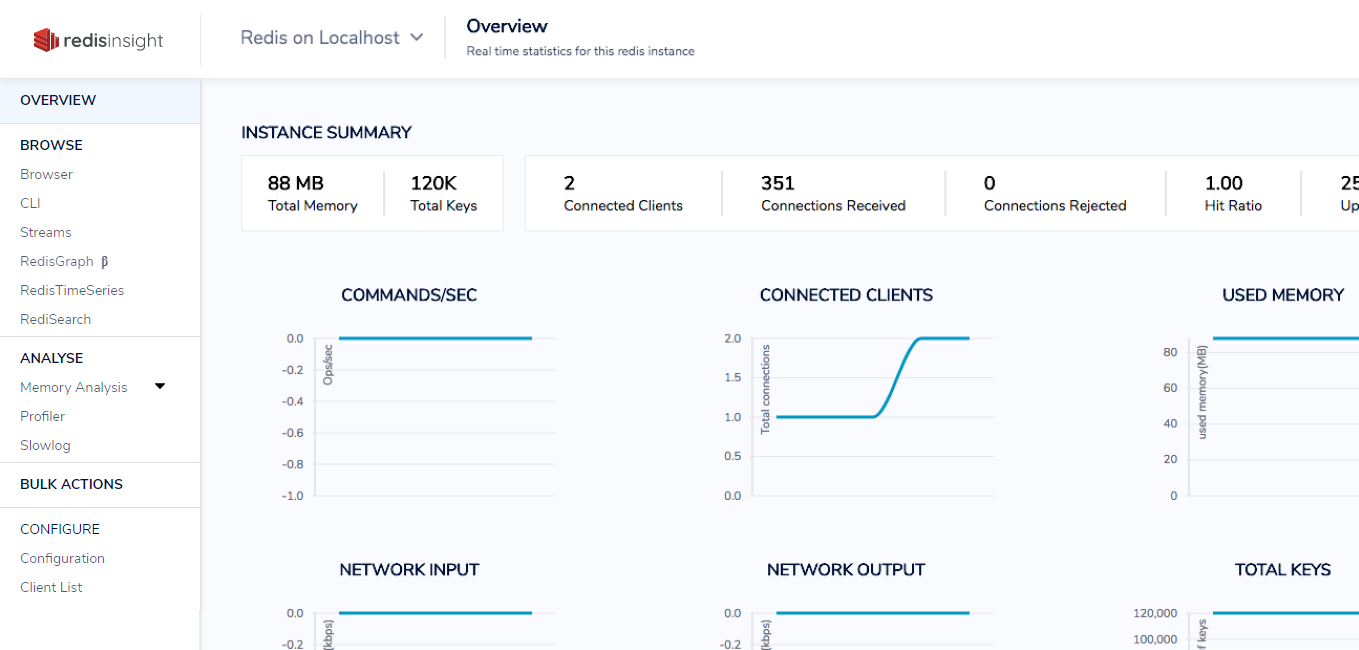 redisinsight
Redis on Localhost
Overview
Real time statistics for this redis instance
OVERVIEW
BROWSE
Browser
CLI
Streams
RedisGraph β
RedisTimeSeries
RediSearch
ANALYSE
Memory Analysis
Profiler
Slowlog
BULK ACTIONS
CONFIGURE
Configuration
Client List
INSTANCE SUMMARY
88 MB
Total Memory
120K
Total Keys
2
Connected Clients
351
Connections Received
0
Connections Rejected
1.00
Hit Ratio
25
Up
COMMANDS/SEC
0.0
-0.2
-0.4
-0.6
-0.8
-1.0
Ops/sec
CONNECTED CLIENTS
2.0
1.5
1.0
0.5
0.0
Total connections
USED MEMORY
80
60
40
20
0
used memory(MB)
NETWORK INPUT
0.0
-0.2
(kbps)
NETWORK OUTPUT
0.0
-0.2
(kbps)
TOTAL KEYS
120,000
100,000
f keys